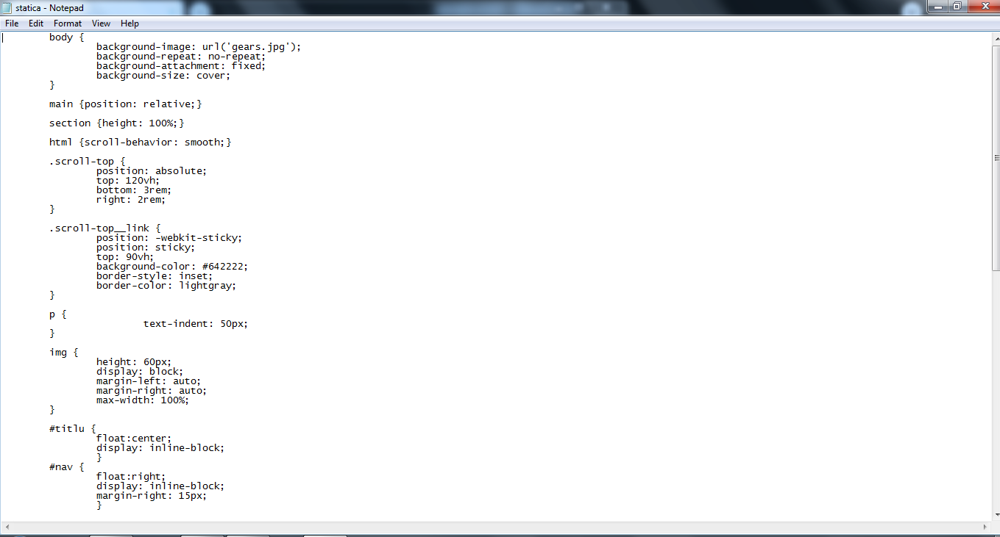 statica - Notepad
File Edit Format View Help
body {
background-image: url('gears.jpg');
background-repeat: no-repeat;
background-attachment: fixed;
background-size: cover;
}
main {position: relative;}
section {height: 100%;}
html {scroll-behavior: smooth;}
.scroll-top {
position: absolute;
top: 120vh;
bottom: 3rem;
right: 2rem;
}
.scroll-top__link {
position: -webkit-sticky;
position: sticky;
top: 90vh;
background-color: #642222;
border-style: inset;
border-color: lightgray;
}
p {
text-indent: 50px;
}
img {
height: 60px;
display: block;
margin-left: auto;
margin-right: auto;
max-width: 100%;
}
#titlu {
float:center;
display: inline-block;
}
#nav {
float:right;
display: inline-block;
margin-right: 15px;
}